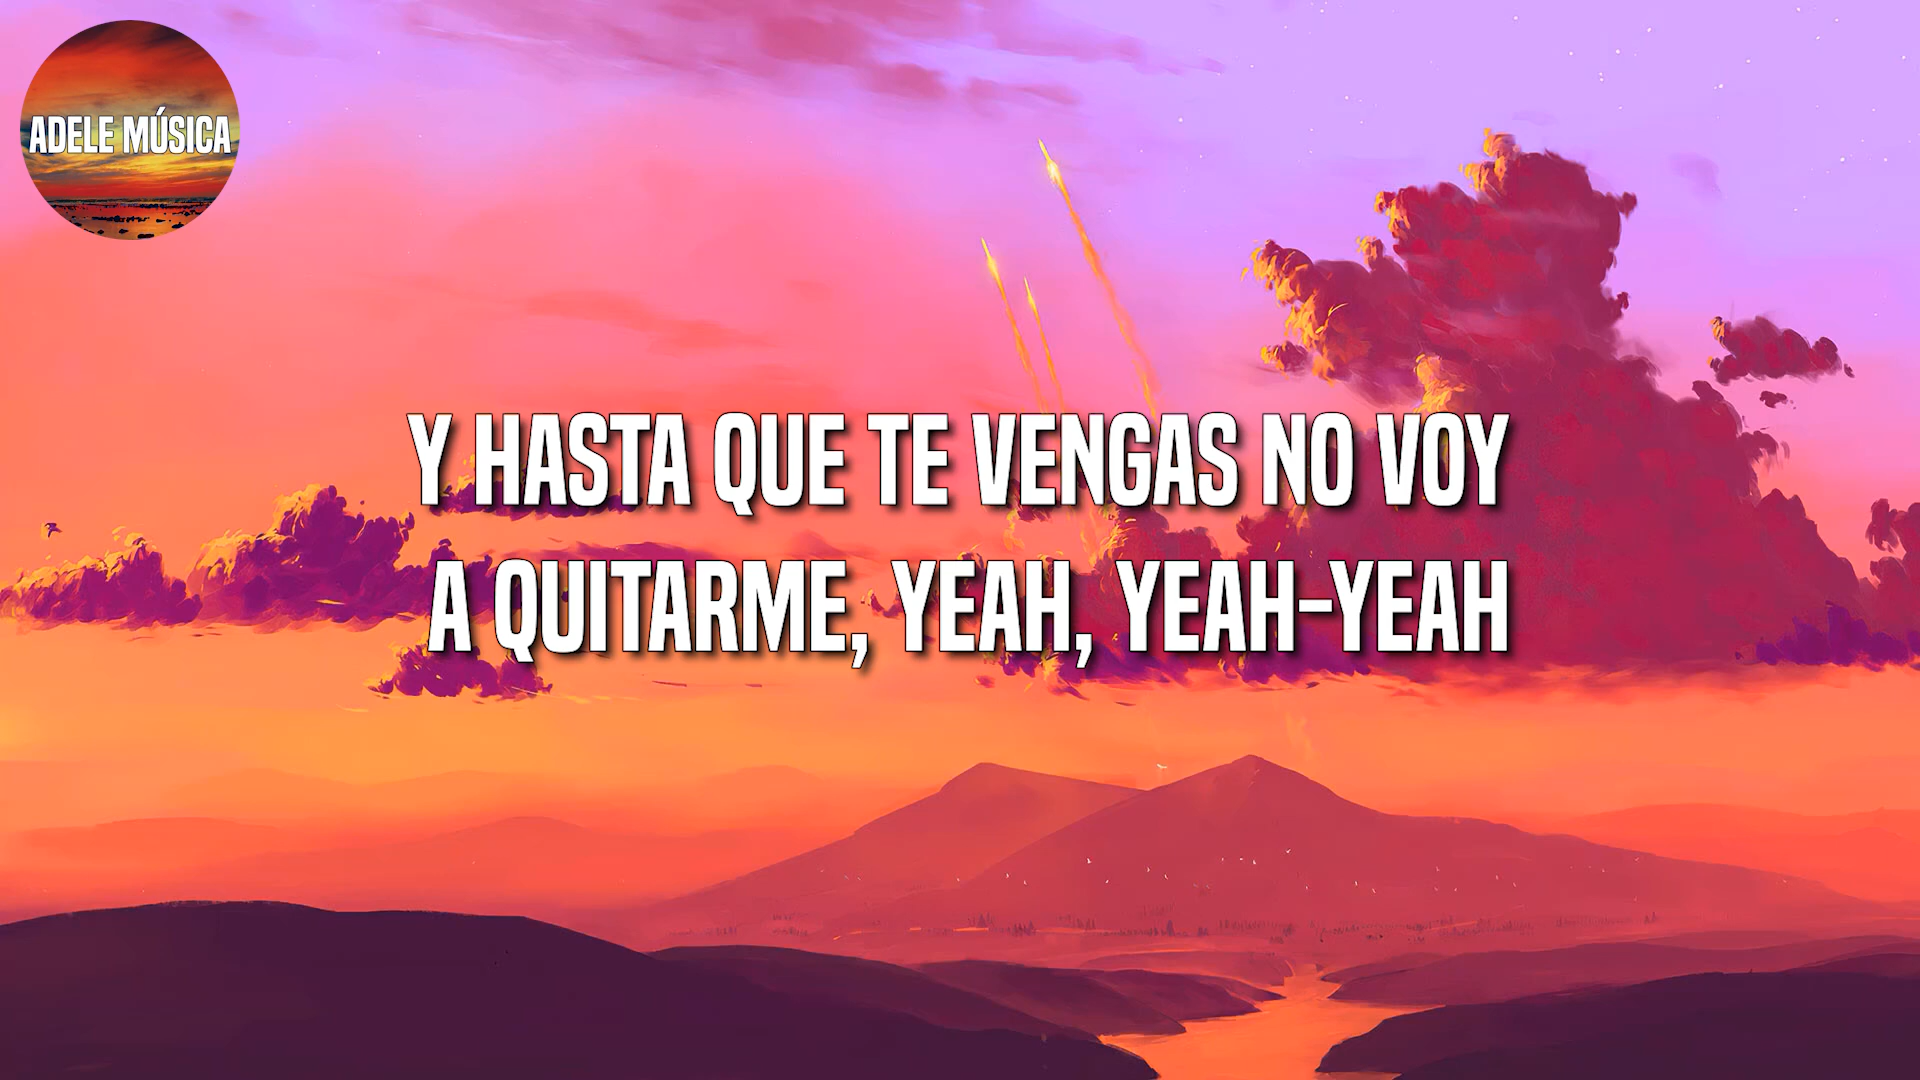 ADELE MÚSICA
Y HASTA QUE TE VENGAS NO VOY
A QUITARME, YEAH, YEAH-YEAH